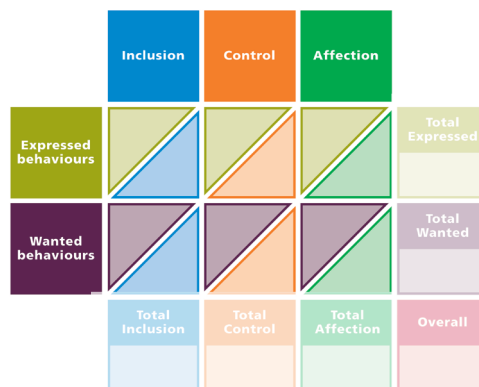 Inclusion Control Affection
Expressed
behaviours
Total
Expressed
Wanted
behaviours
Total
Wanted
Total
Inclusion
Total
Control
Total
Affection
Overall